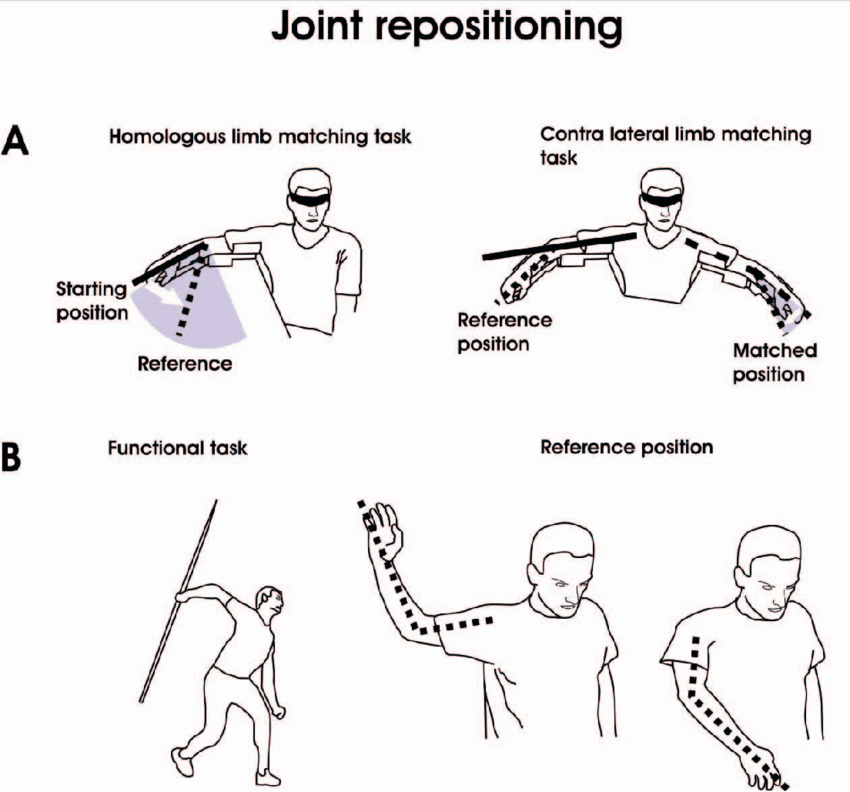 Joint repositioning
A
Homologous limb matching task
Contra lateral limb matching
task
Starting
position
Reference
Reference
position
Matched
position
B
Functional task
Reference position